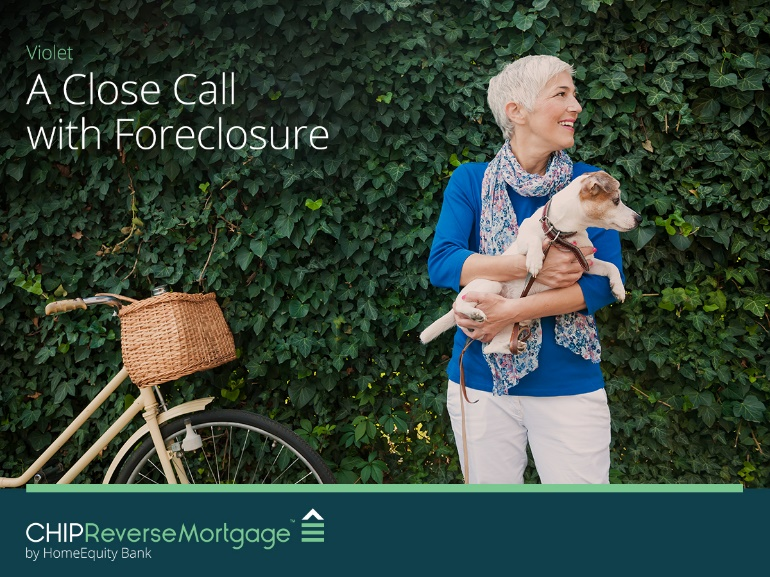 Violet
A Close Call
with Foreclosure
CHIPReverseMortgage™
by HomeEquity Bank